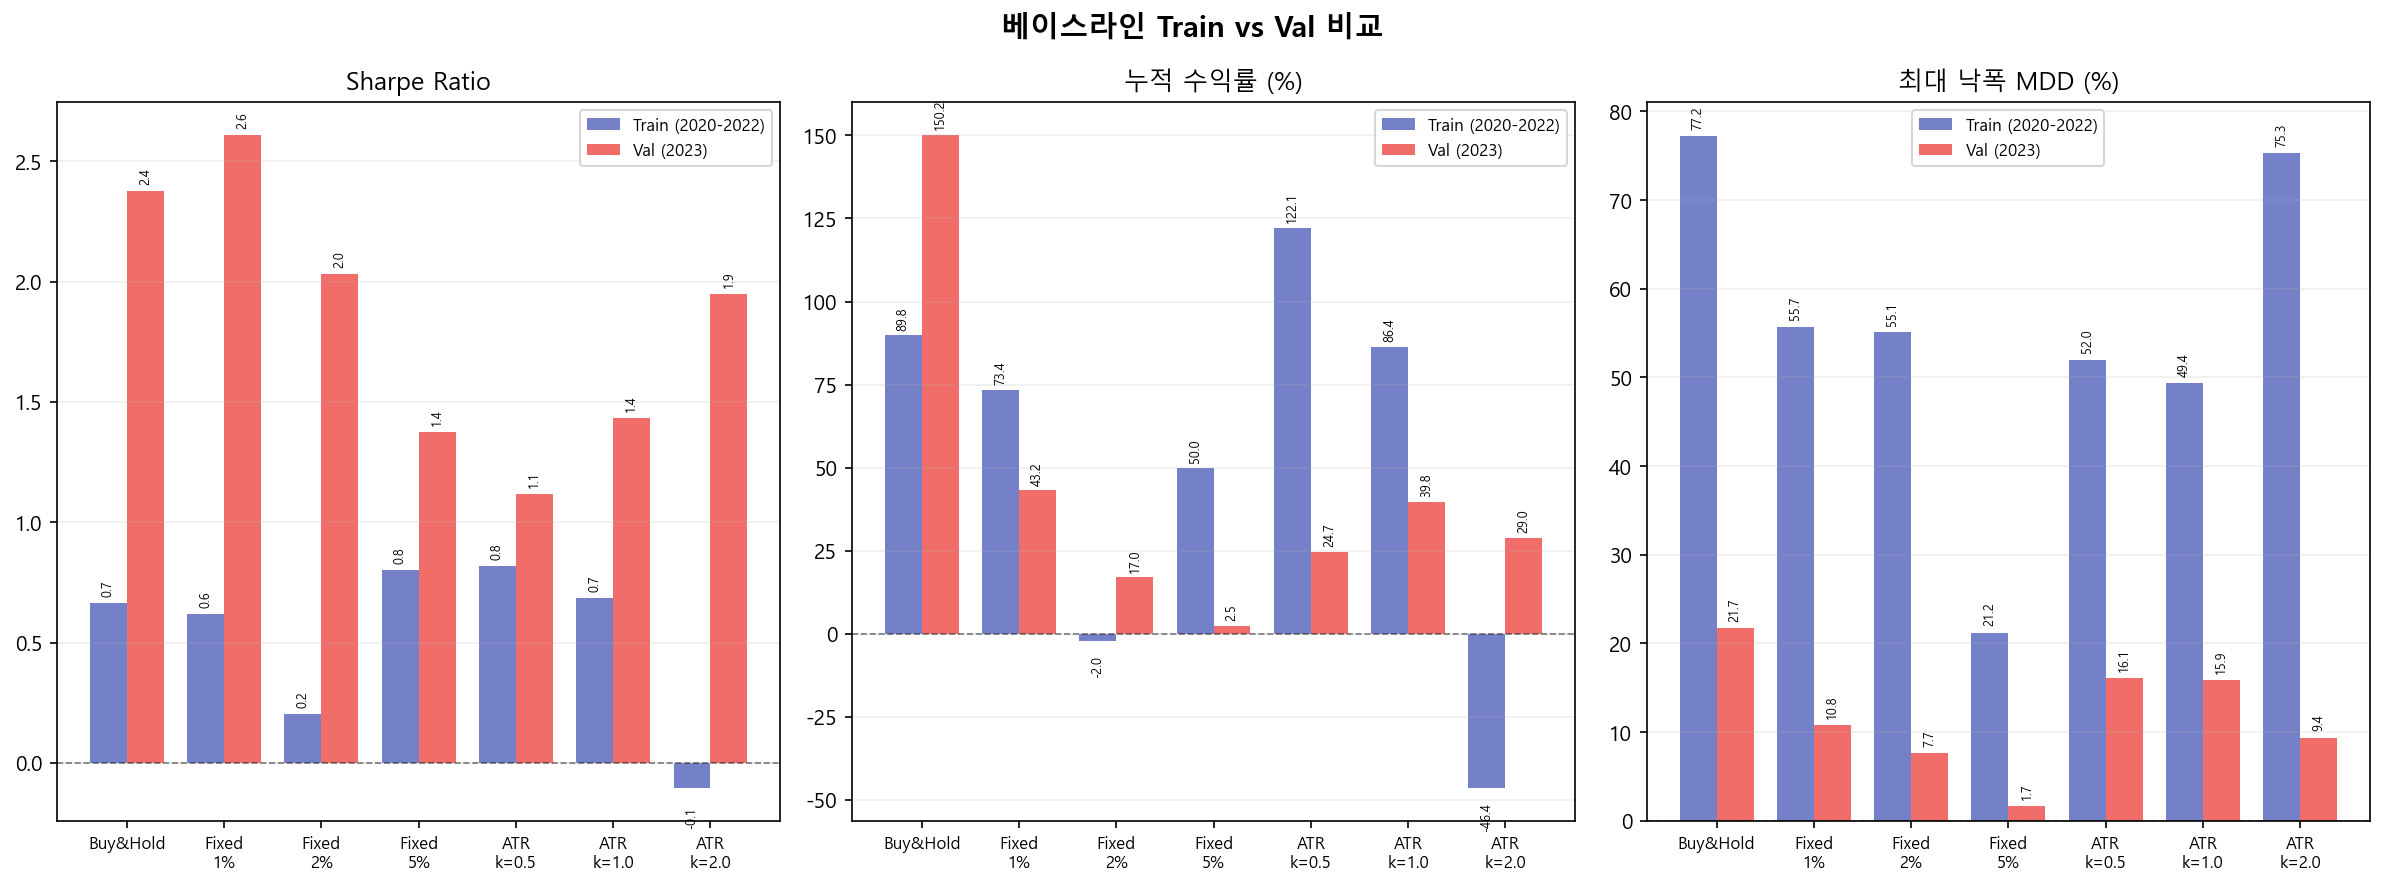 베이스라인 Train vs Val 비교
Sharpe Ratio
Train (2020-2022)
Val (2023)
2.5
2.0
1.5
1.0
0.5
0.0
0.7
2.4
0.6
2.6
0.2
2.0
0.8
1.4
0.8
1.1
0.7
1.4
-0.1
1.9
Buy&Hold
Fixed
1%
Fixed
2%
Fixed
5%
ATR
k=0.5
ATR
k=1.0
ATR
k=2.0
누적 수익률 (%)
Train (2020-2022)
Val (2023)
150
125
100
75
50
25
0
-25
-50
89.8
150.2
73.4
43.2
-2.0
17.0
50.0
2.5
122.1
24.7
86.4
39.8
-46.4
29.0
Buy&Hold
Fixed
1%
Fixed
2%
Fixed
5%
ATR
k=0.5
ATR
k=1.0
ATR
k=2.0
최대 낙폭 MDD (%)
Train (2020-2022)
Val (2023)
80
70
60
50
40
30
20
10
0
77.2
21.7
55.7
10.8
55.1
7.7
21.2
1.7
52.0
16.1
49.4
15.9
75.3
9.4
Buy&Hold
Fixed
1%
Fixed
2%
Fixed
5%
ATR
k=0.5
ATR
k=1.0
ATR
k=2.0